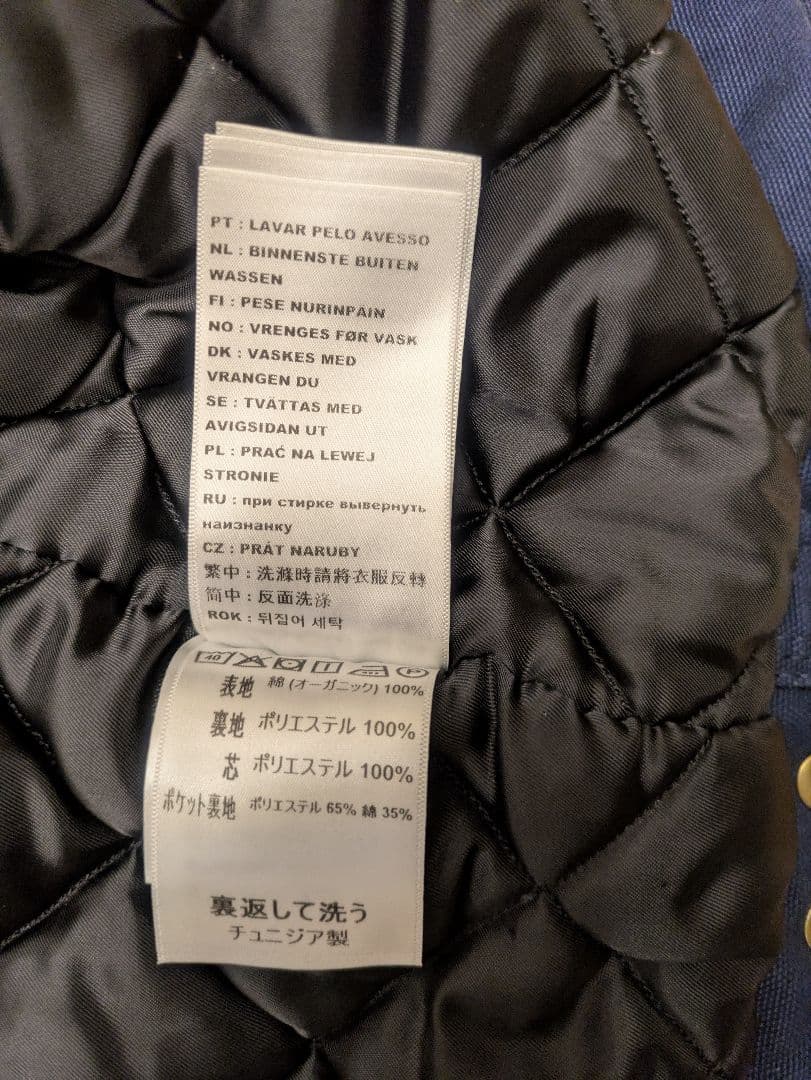 PT : LAVAR PELO AVESSO
NL : BINNENSTE BUITEN
WASSEN
FI : PESE NURINPAIN
NO : VRENGES FØR VASK
DK : VASKES MED
VRANGEN DU
SE : TVÄTTAS MED
AVIGSIDAN UT
PL : PRAĆ NA LEWEJ
STRONIE
RU : при стирке вывернуть
наизнанку
CZ : PRÁT NARUBY
繁中 : 洗滌時請將衣服反轉
简中 : 反面洗涤
ROK : 뒤집어 세탁
40 P
表地 綿 (オーガニック) 100%
裏地 ポリエステル 100%
芯 ポリエステル 100%
ポケット裏地 ポリエステル 65% 綿 35%
裏返して洗う
チュニジア製